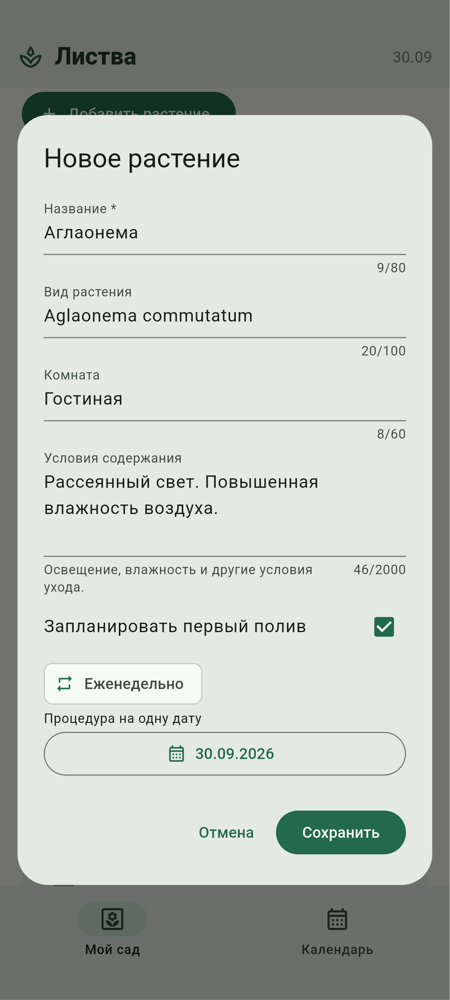 Листва
30.09
Добавить растение
Новое растение
Название *
Аглаонема
9/80
Вид растения
Aglaonema commutatum
20/100
Комната
Гостиная
8/60
Условия содержания
Рассеянный свет. Повышенная
влажность воздуха.
Освещение, влажность и другие условия
ухода.
46/2000
Запланировать первый полив
Еженедельно
Процедура на одну дату
30.09.2026
Отмена
Сохранить
Мой сад
Календарь